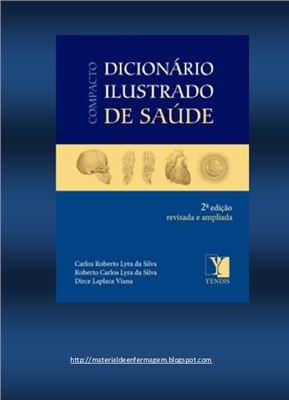 COMPACTO
DICIONÁRIO
ILUSTRADO
DE SAÚDE
2ª edição
revisada e ampliada
Carlos Roberto Lyra da Silva
Roberto Carlos Lyra da Silva
Dirce Laplaca Viana
Y
YENDIS
http://materialdeenfermagem.blogspot.com